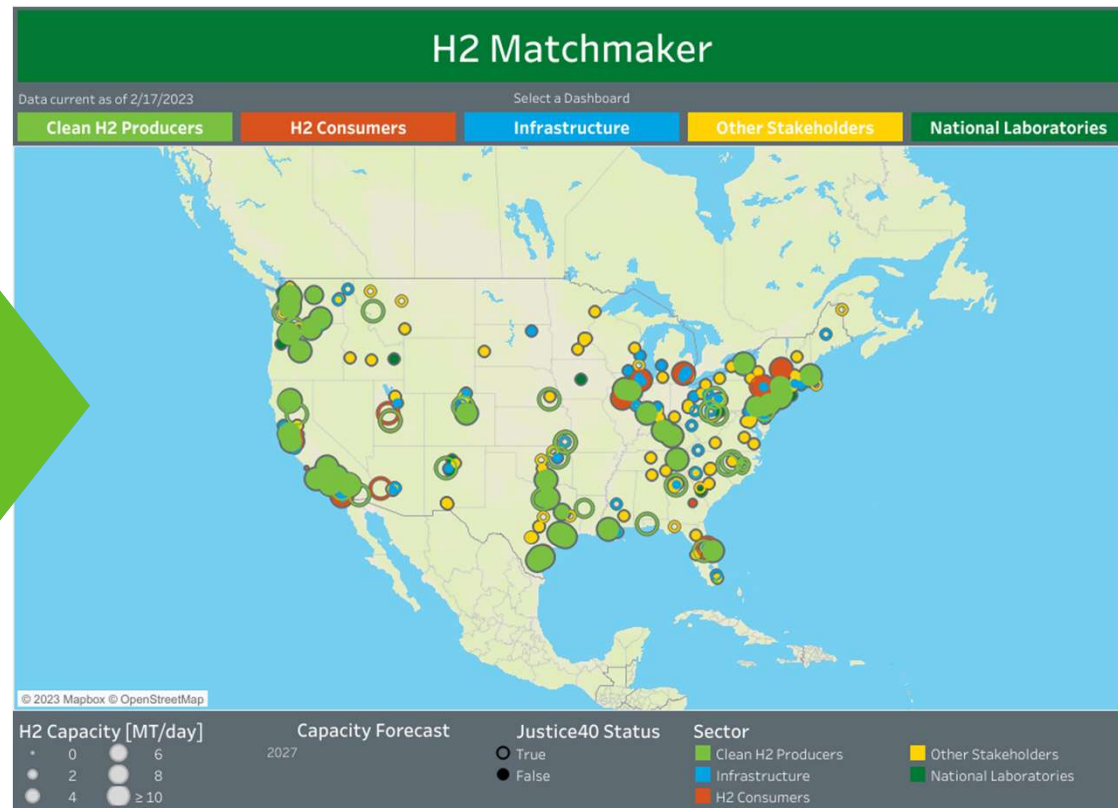 H2 Matchmaker
Data current as of 2/17/2023
Select a Dashboard
Clean H2 Producers
H2 Consumers
Infrastructure
Other Stakeholders
National Laboratories
© 2023 Mapbox © OpenStreetMap
H2 Capacity [MT/day]
0 6
2 8
4 ≥ 10
Capacity Forecast
2027
Justice40 Status
True
False
Sector
Clean H2 Producers
Infrastructure
H2 Consumers
Other Stakeholders
National Laboratories